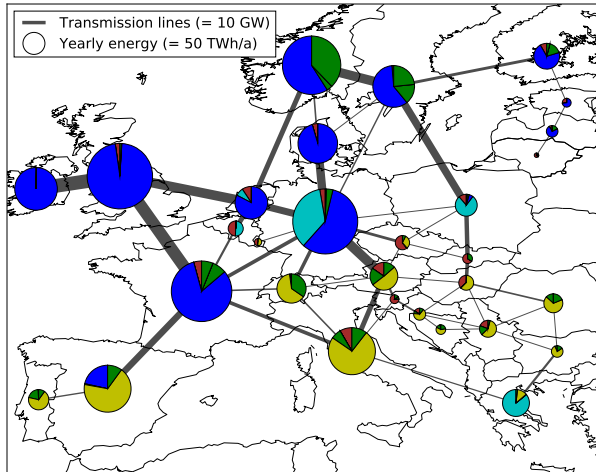 Transmission lines (= 10 GW)
Yearly energy (= 50 TWh/a)